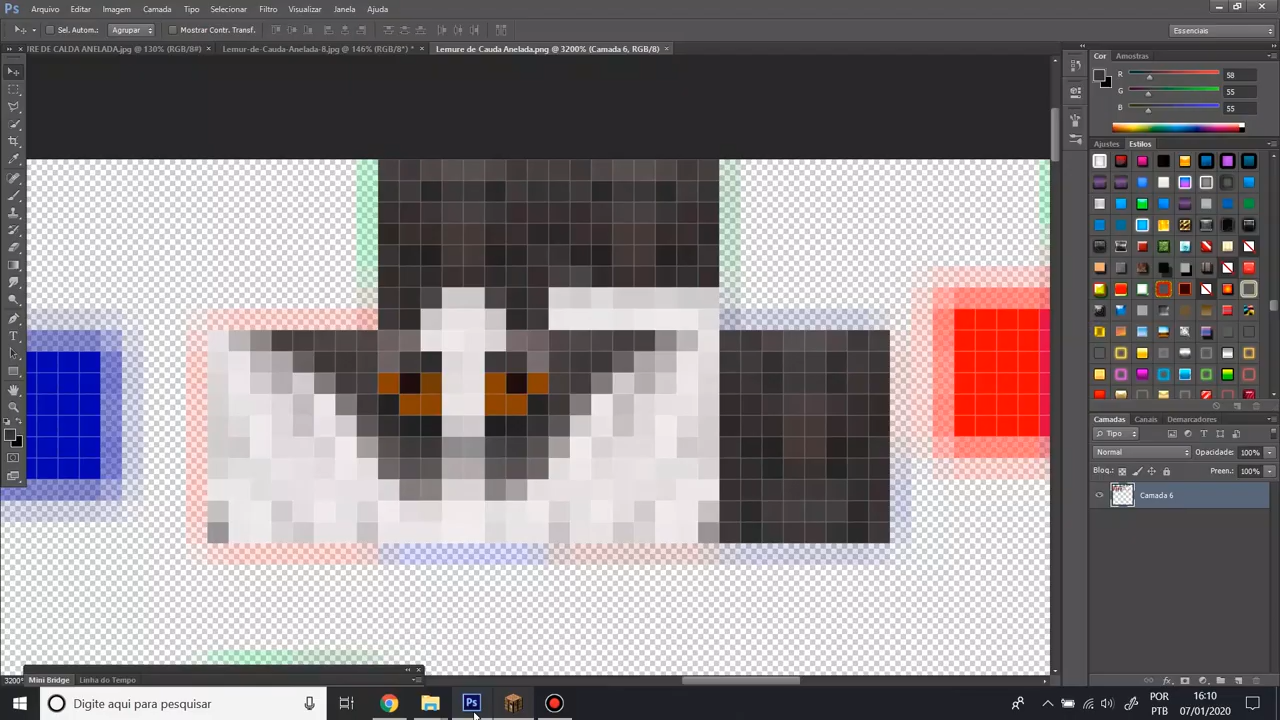 Ps Arquivo Editar Imagem Camada Tipo Selecionar Filtro Visualizar Janela Ajuda
Sel. Autom.: Agrupar Mostrar Contr. Transf. Essenciais
RE DE CALDA ANELADA.jpg @ 130% (RGB/8#) × Lemur-de-Cauda-Anelada-8.jpg @ 146% (RGB/8*) * × Lemure de Cauda Anelada.png @ 3200% (Camada 6, RGB/8) ×
Cor Amostras
R 58
G 55
B 55
Ajustes Estilos
Camadas Canais Demarcadores
Tipo
Normal Opacidade: 100%
Bloq.: Preen.: 100%
Camada 6
3200%
Mini Bridge Linha do Tempo
Digite aqui para pesquisar
Ps
POR
PTB
16:10
07/01/2020